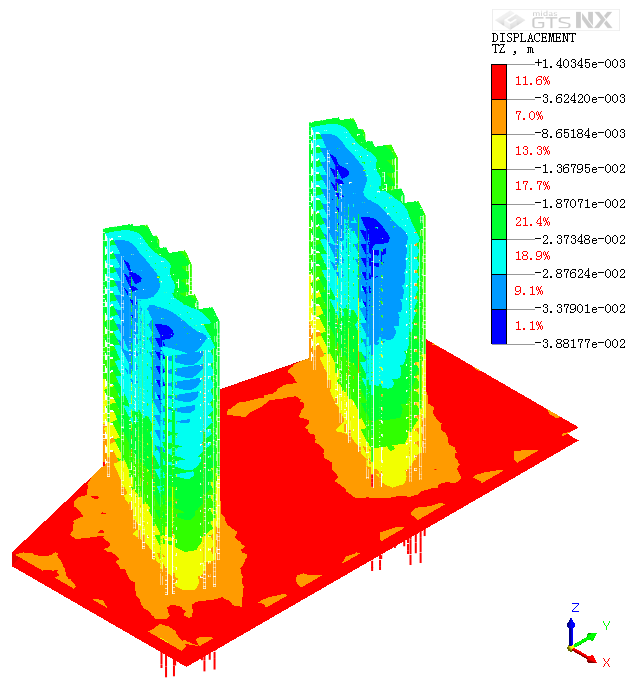 midas
GTS NX
DISPLACEMENT
TZ , m
+1.40345e-003
11.6%
-3.62420e-003
7.0%
-8.65184e-003
13.3%
-1.36795e-002
17.7%
-1.87071e-002
21.4%
-2.37348e-002
18.9%
-2.87624e-002
9.1%
-3.37901e-002
1.1%
-3.88177e-002
Z
Y
X